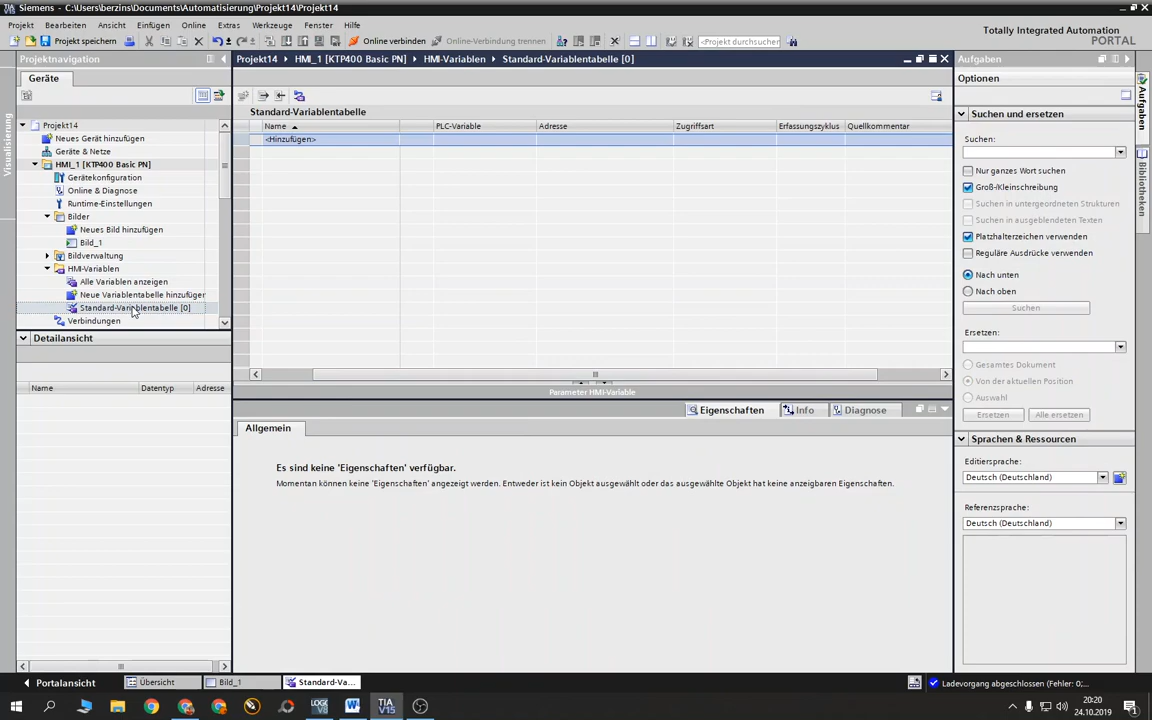 Siemens - C:\Users\berzins\Documents\Automatisierung\Projekt14\Projekt14
Projekt Bearbeiten Ansicht Einfügen Online Extras Werkzeuge Fenster Hilfe
Totally Integrated Automation
PORTAL
Projekt speichern Online verbinden Online-Verbindung trennen <Projekt durchsuchen
Projektnavigation
Projekt14 HMI_1 [KTP400 Basic PN] HMI-Variablen Standard-Variablentabelle [0]
Aufgaben
Geräte
Optionen
Visualisierung
Aufgaben
Bibliotheken
Projekt14
Neues Gerät hinzufügen
Geräte & Netze
HMI_1 [KTP400 Basic PN]
Gerätekonfiguration
Online & Diagnose
Runtime-Einstellungen
Bilder
Neues Bild hinzufügen
Bild_1
Bildverwaltung
HMI-Variablen
Alle Variablen anzeigen
Neue Variablentabelle hinzufüger
Standard-Variablentabelle [0]
Verbindungen
Detailansicht
Name Datentyp Adresse
Standard-Variablentabelle
Name PLC-Variable Adresse Zugriffsart Erfassungszyklus Quellkommentar
<Hinzufügen>
Parameter HMI-Variable
Eigenschaften Info Diagnose
Allgemein
Es sind keine 'Eigenschaften' verfügbar.
Momentan können keine 'Eigenschaften' angezeigt werden. Entweder ist kein Objekt ausgewählt oder das ausgewählte Objekt hat keine anzeigbaren Eigenschaften.
Suchen und ersetzen
Suchen:
Nur ganzes Wort suchen
Groß-/Kleinschreibung
Suchen in untergeordneten Strukturen
Suchen in ausgeblendeten Texten
Platzhalterzeichen verwenden
Reguläre Ausdrücke verwenden
Nach unten
Nach oben
Suchen
Ersetzen:
Gesamtes Dokument
Von der aktuellen Position
Auswahl
Ersetzen Alle ersetzen
Sprachen & Ressourcen
Editiersprache:
Deutsch (Deutschland)
Referenzsprache:
Deutsch (Deutschland)
Portalansicht Übersicht Bild_1 Standard-Va... Ladevorgang abgeschlossen (Fehler: 0;...
20:20
24.10.2019